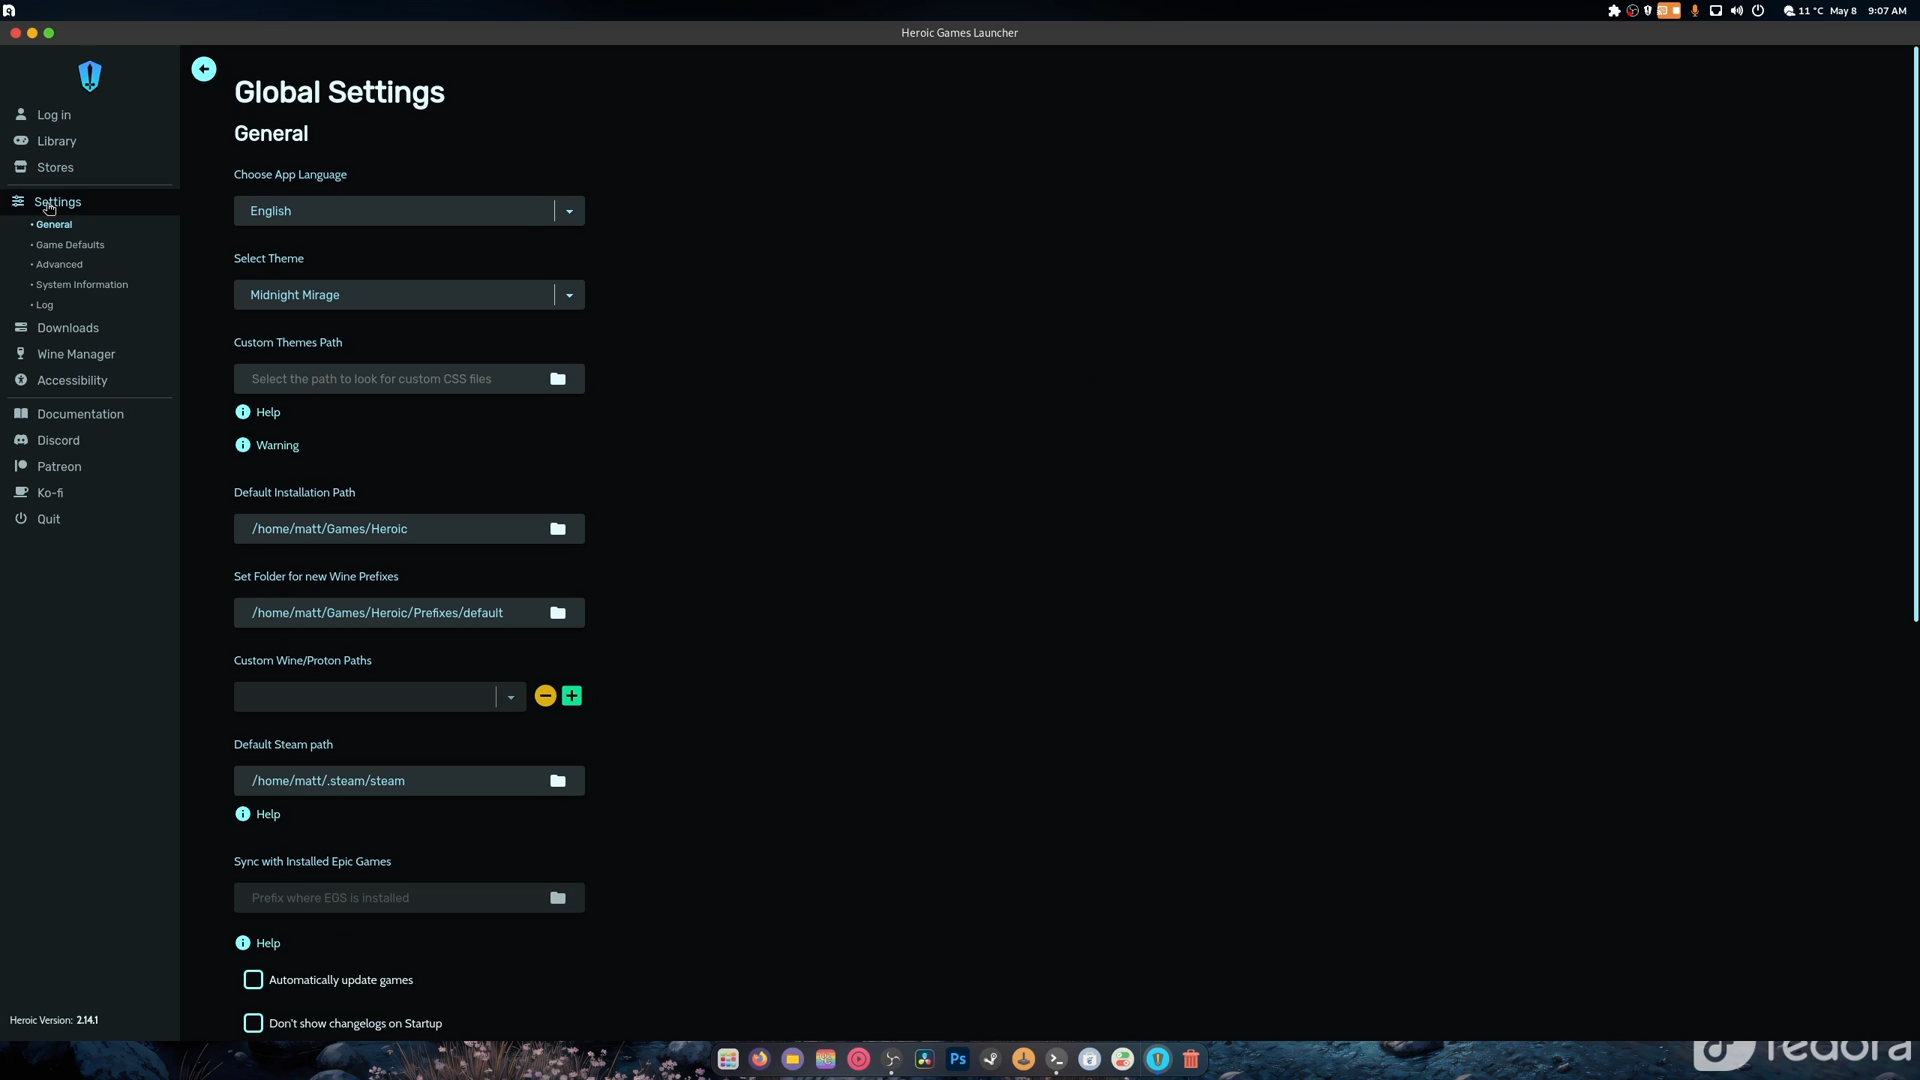 11 °C May 8 9:07 AM
Heroic Games Launcher
Log in
Library
Stores
Settings
• General
• Game Defaults
• Advanced
• System Information
• Log
Downloads
Wine Manager
Accessibility
Documentation
Discord
Patreon
Ko-fi
Quit
Heroic Version: 2.14.1
Global Settings
General
Choose App Language
English
Select Theme
Midnight Mirage
Custom Themes Path
Select the path to look for custom CSS files
Help
Warning
Default Installation Path
/home/matt/Games/Heroic
Set Folder for new Wine Prefixes
/home/matt/Games/Heroic/Prefixes/default
Custom Wine/Proton Paths
Default Steam path
/home/matt/.steam/steam
Help
Sync with Installed Epic Games
Prefix where EGS is installed
Help
Automatically update games
Don't show changelogs on Startup
Ps
fedora